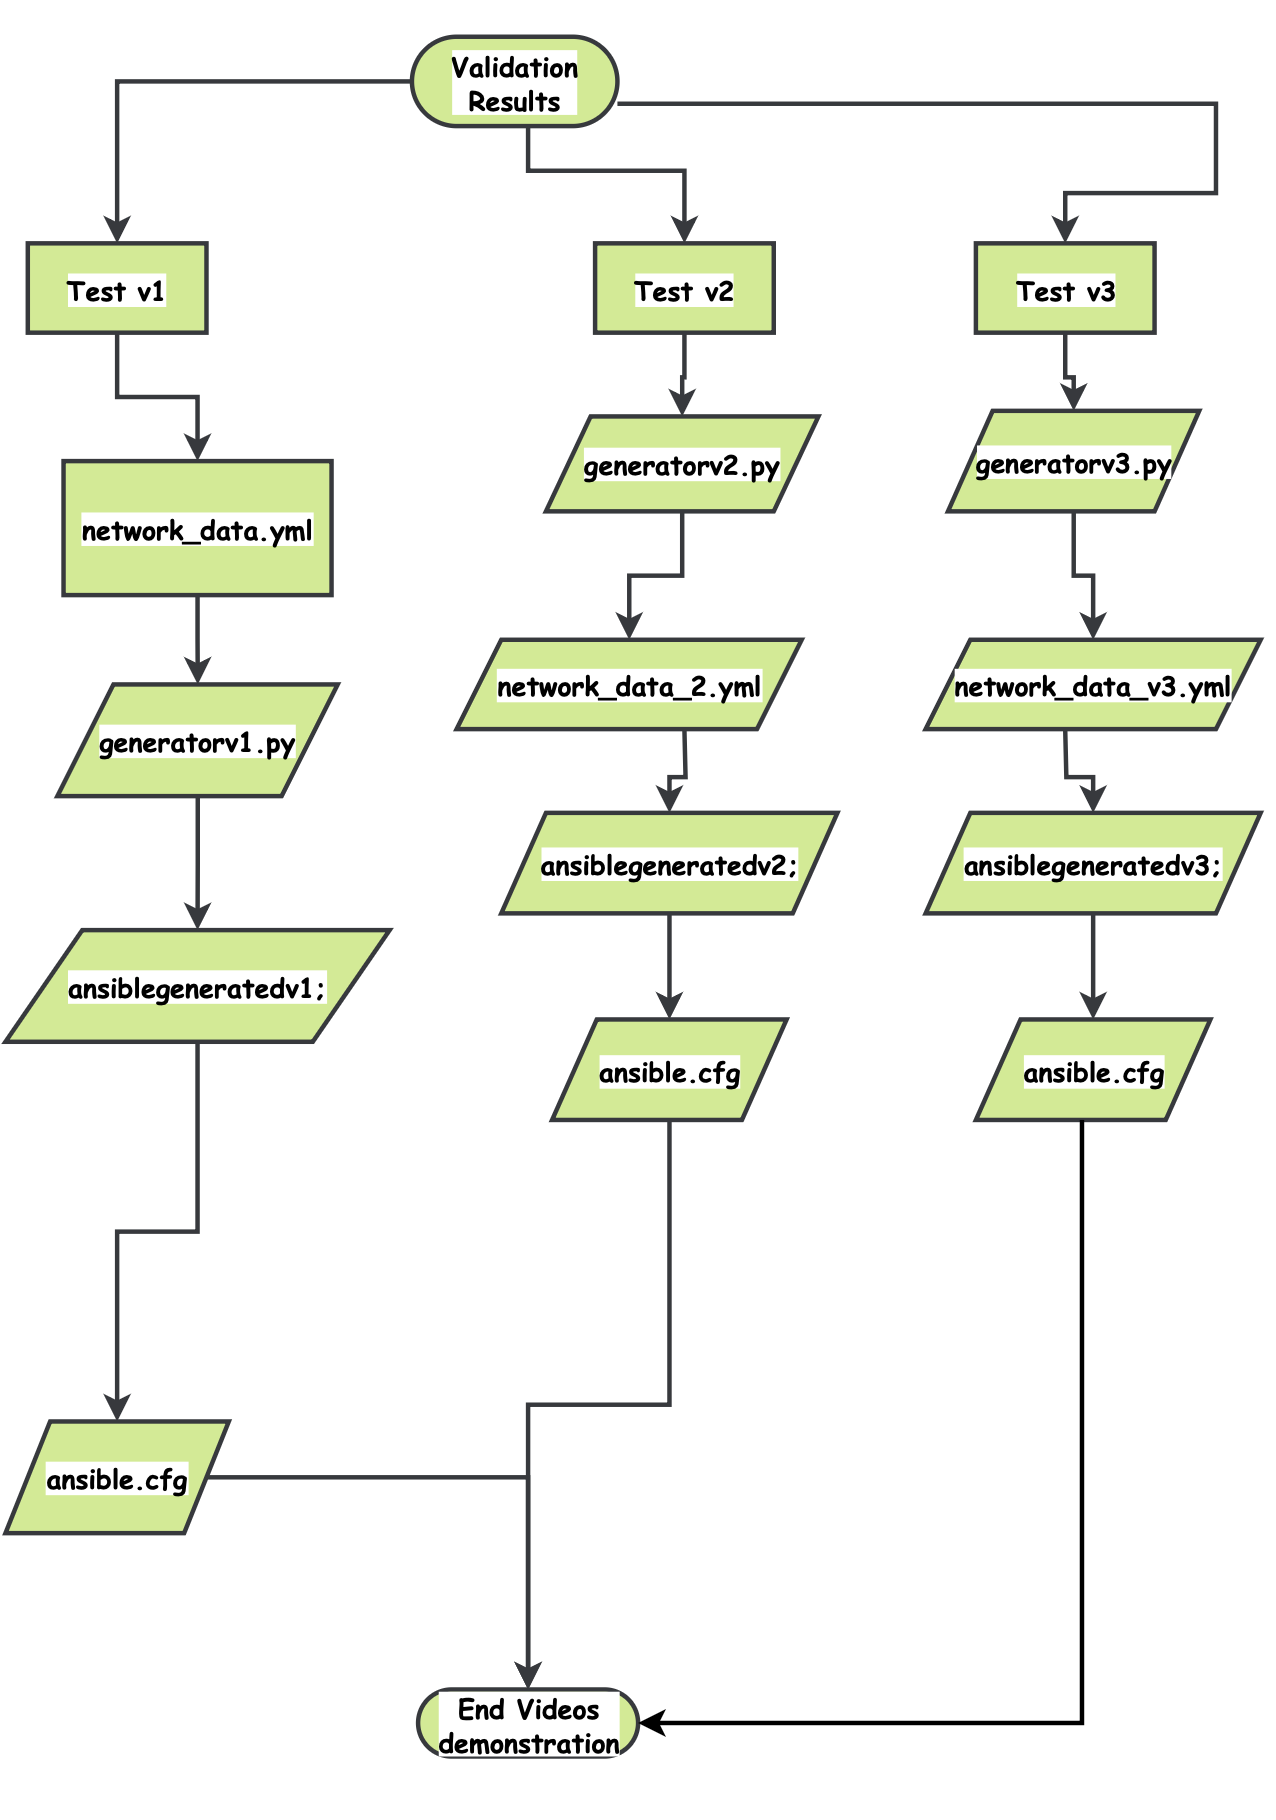 Validation
Results
Test v1
Test v2
Test v3
generatorv2.py
generatorv3.py
network_data.yml
network_data_2.yml
network_data_v3.yml
generatorv1.py
ansiblegeneratedv2;
ansiblegeneratedv3;
ansiblegeneratedv1;
ansible.cfg
ansible.cfg
ansible.cfg
End Videos
demonstration